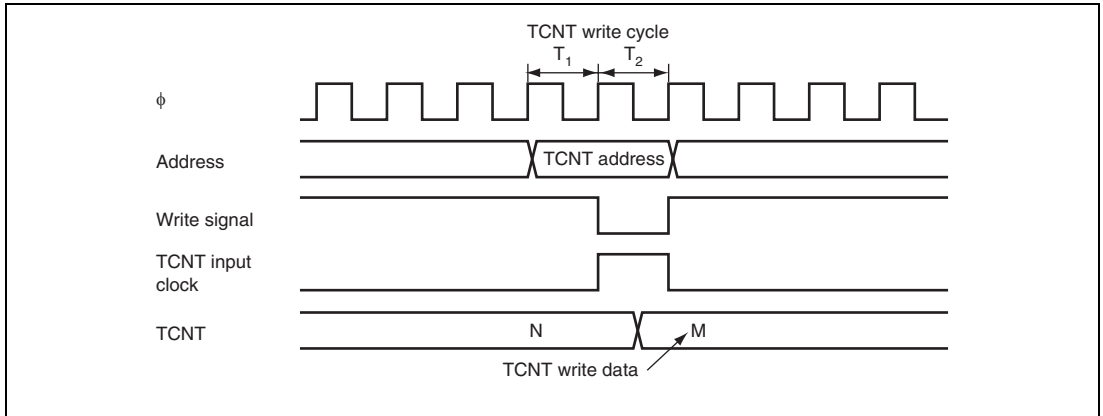 TCNT write cycle
T1 T2
ϕ
Address
TCNT address
Write signal
TCNT input
clock
TCNT
N
M
TCNT write data